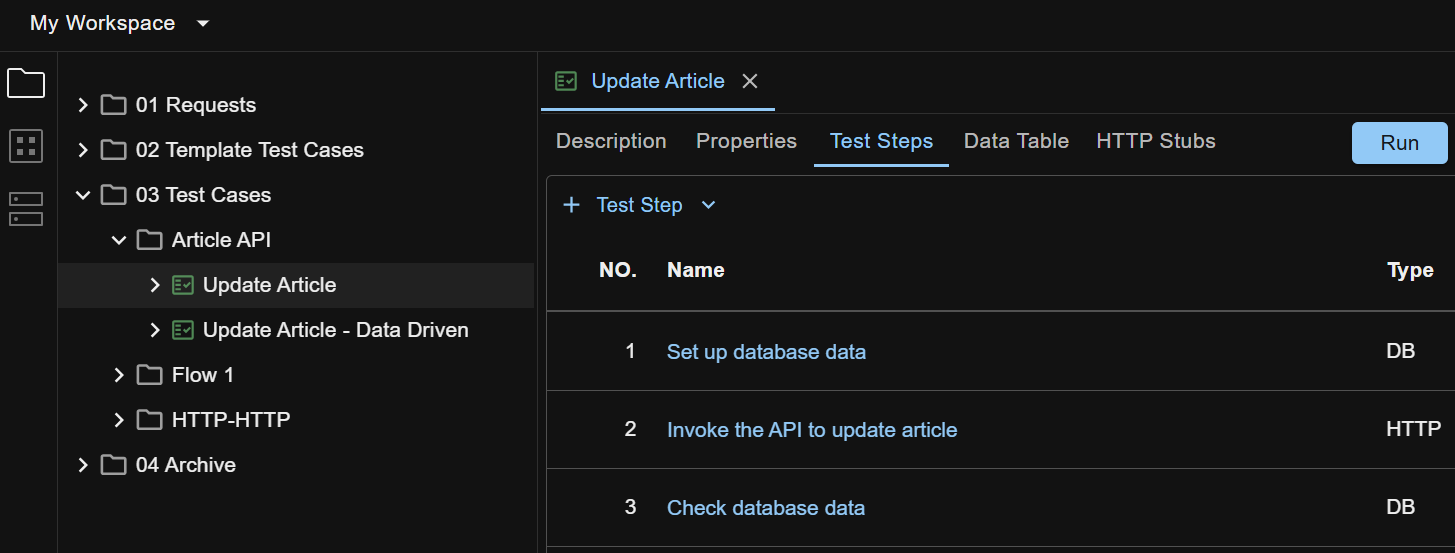 My Workspace
01 Requests
02 Template Test Cases
03 Test Cases
Article API
Update Article
Update Article - Data Driven
Flow 1
HTTP-HTTP
04 Archive
Update Article
Description Properties Test Steps Data Table HTTP Stubs Run
+ Test Step
NO. Name Type
1 Set up database data DB
2 Invoke the API to update article HTTP
3 Check database data DB